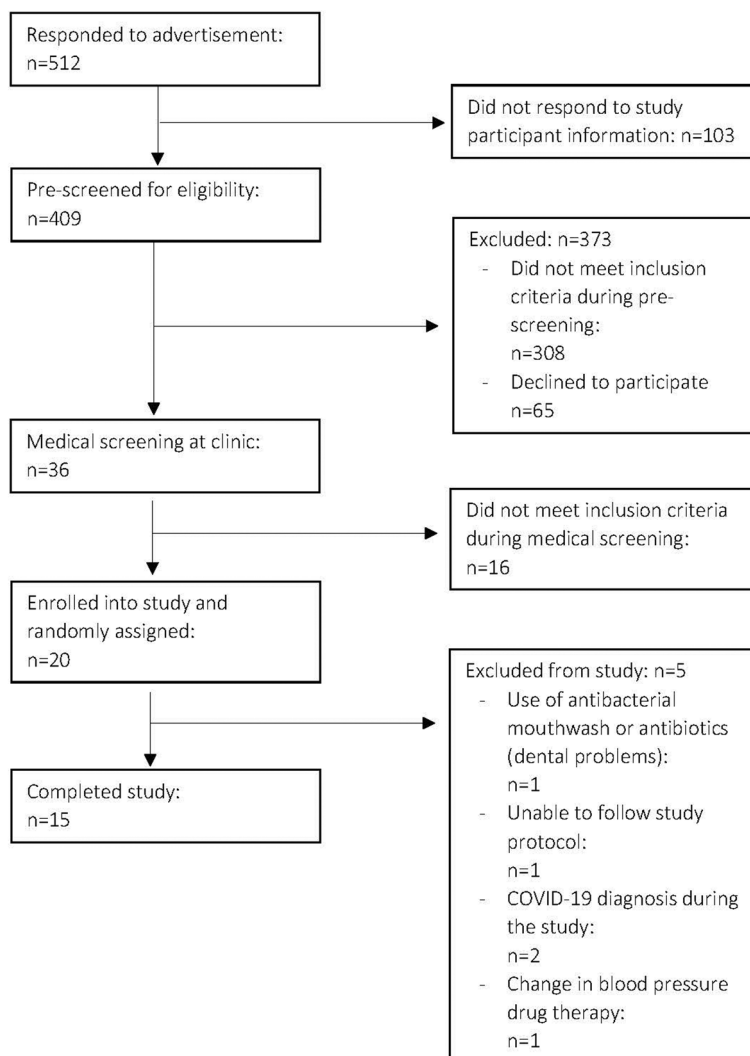 Responded to advertisement:
n=512
Did not respond to study
participant information: n=103
Pre-screened for eligibility:
n=409
Excluded: n=373
- Did not meet inclusion
criteria during pre-
screening:
n=308
- Declined to participate
n=65
Medical screening at clinic:
n=36
Did not meet inclusion criteria
during medical screening:
n=16
Enrolled into study and
randomly assigned:
n=20
Excluded from study: n=5
- Use of antibacterial
mouthwash or antibiotics
(dental problems):
n=1
- Unable to follow study
protocol:
n=1
- COVID-19 diagnosis during
the study:
n=2
- Change in blood pressure
drug therapy:
n=1
Completed study:
n=15